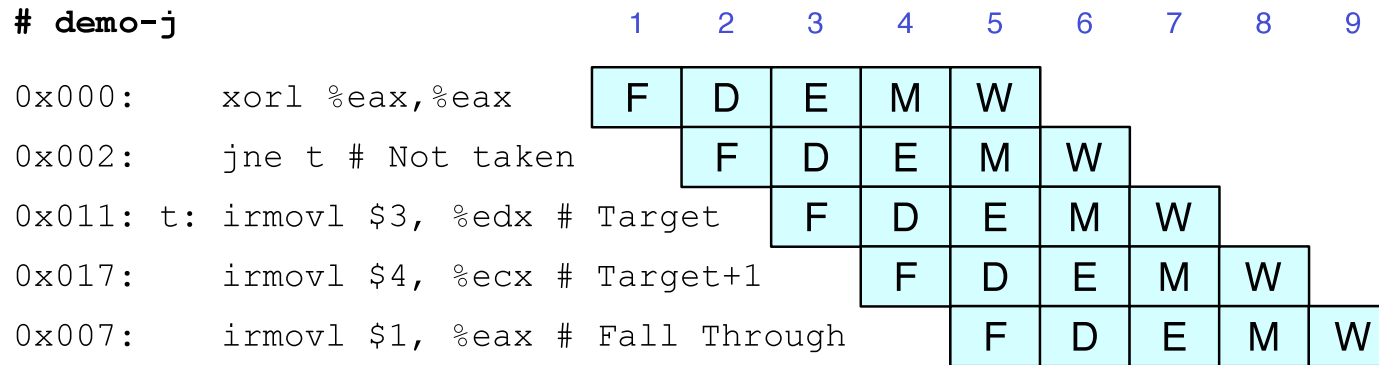 # demo-j 1 2 3 4 5 6 7 8 9
0x000: xorl %eax,%eax F D E M W
0x002: jne t # Not taken F D E M W
0x011: t: irmovl $3, %edx # Target F D E M W
0x017: irmovl $4, %ecx # Target+1 F D E M W
0x007: irmovl $1, %eax # Fall Through F D E M W